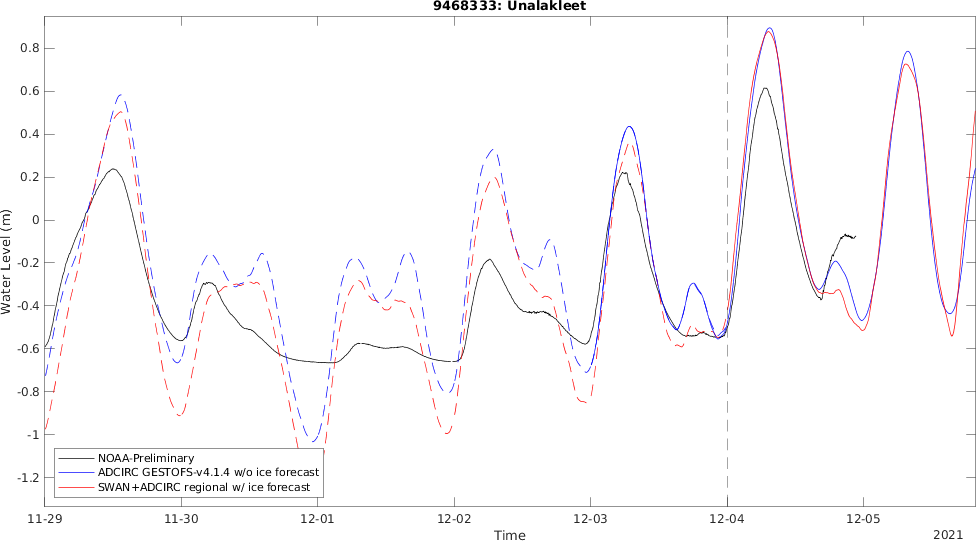 9468333: Unalakleet
Water Level (m)
0.8
0.6
0.4
0.2
0
-0.2
-0.4
-0.6
-0.8
-1
-1.2
NOAA-Preliminary
ADCIRC GESTOFS-v4.1.4 w/o ice forecast
SWAN+ADCIRC regional w/ ice forecast
11-29 11-30 12-01 12-02 12-03 12-04 12-05
Time
2021